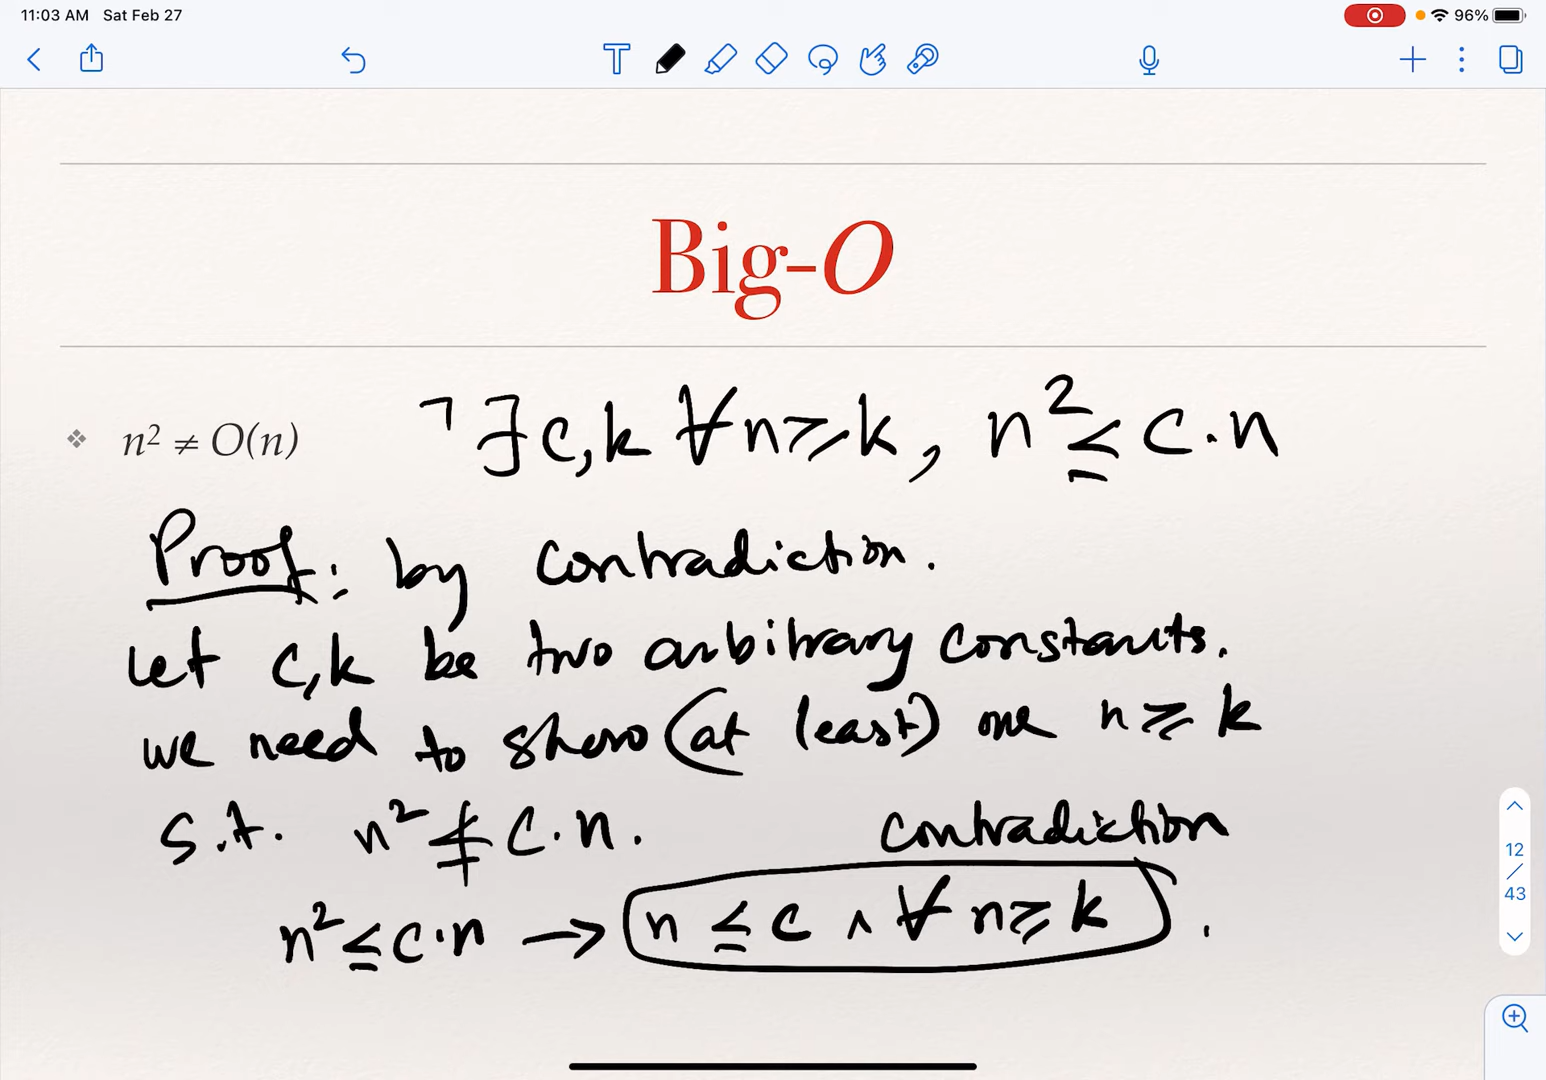 11:03 AM Sat Feb 27
96%
T
Big-O
❖ n² ≠ O(n) ¬∃c,k ∀n≥k, n² ≤ c·n
Proof: by contradiction.
Let c,k be two arbitrary constants.
we need to show (at least) one n ≥ k
s.t. n² ≰ c·n.
contradiction
n² ≤ c·n → n ≤ c ∧ ∀ n ≥ k .
12
/
43